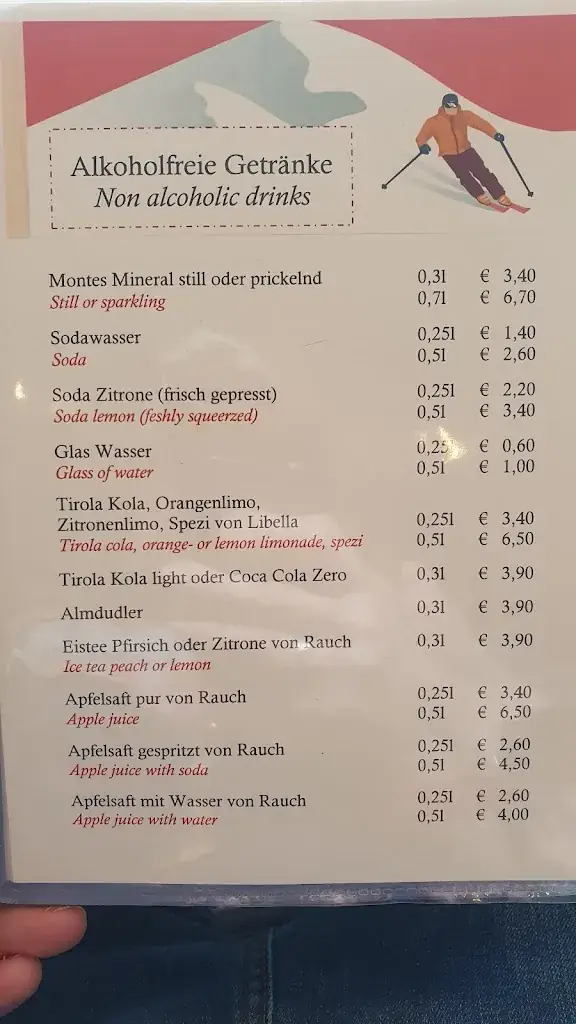 Alkoholfreie Getränke
Non alcoholic drinks
Montes Mineral still oder prickelnd 0,3l € 3,40
Still or sparkling 0,7l € 6,70
Sodawasser 0,25l € 1,40
Soda 0,5l € 2,60
Soda Zitrone (frisch gepresst) 0,25l € 2,20
Soda lemon (feshly squeerzed) 0,5l € 3,40
Glas Wasser 0,25 € 0,60
Glass of water 0,5l € 1,00
Tirola Kola, Orangenlimo,
Zitronenlimo, Spezi von Libella 0,25l € 3,40
Tirola cola, orange- or lemon limonade, spezi 0,5l € 6,50
Tirola Kola light oder Coca Cola Zero 0,3l € 3,90
Almdudler 0,3l € 3,90
Eistee Pfirsich oder Zitrone von Rauch 0,3l € 3,90
Ice tea peach or lemon
Apfelsaft pur von Rauch 0,25l € 3,40
Apple juice 0,5l € 6,50
Apfelsaft gespritzt von Rauch 0,25l € 2,60
Apple juice with soda 0,5l € 4,50
Apfelsaft mit Wasser von Rauch 0,25l € 2,60
Apple juice with water 0,5l € 4,00